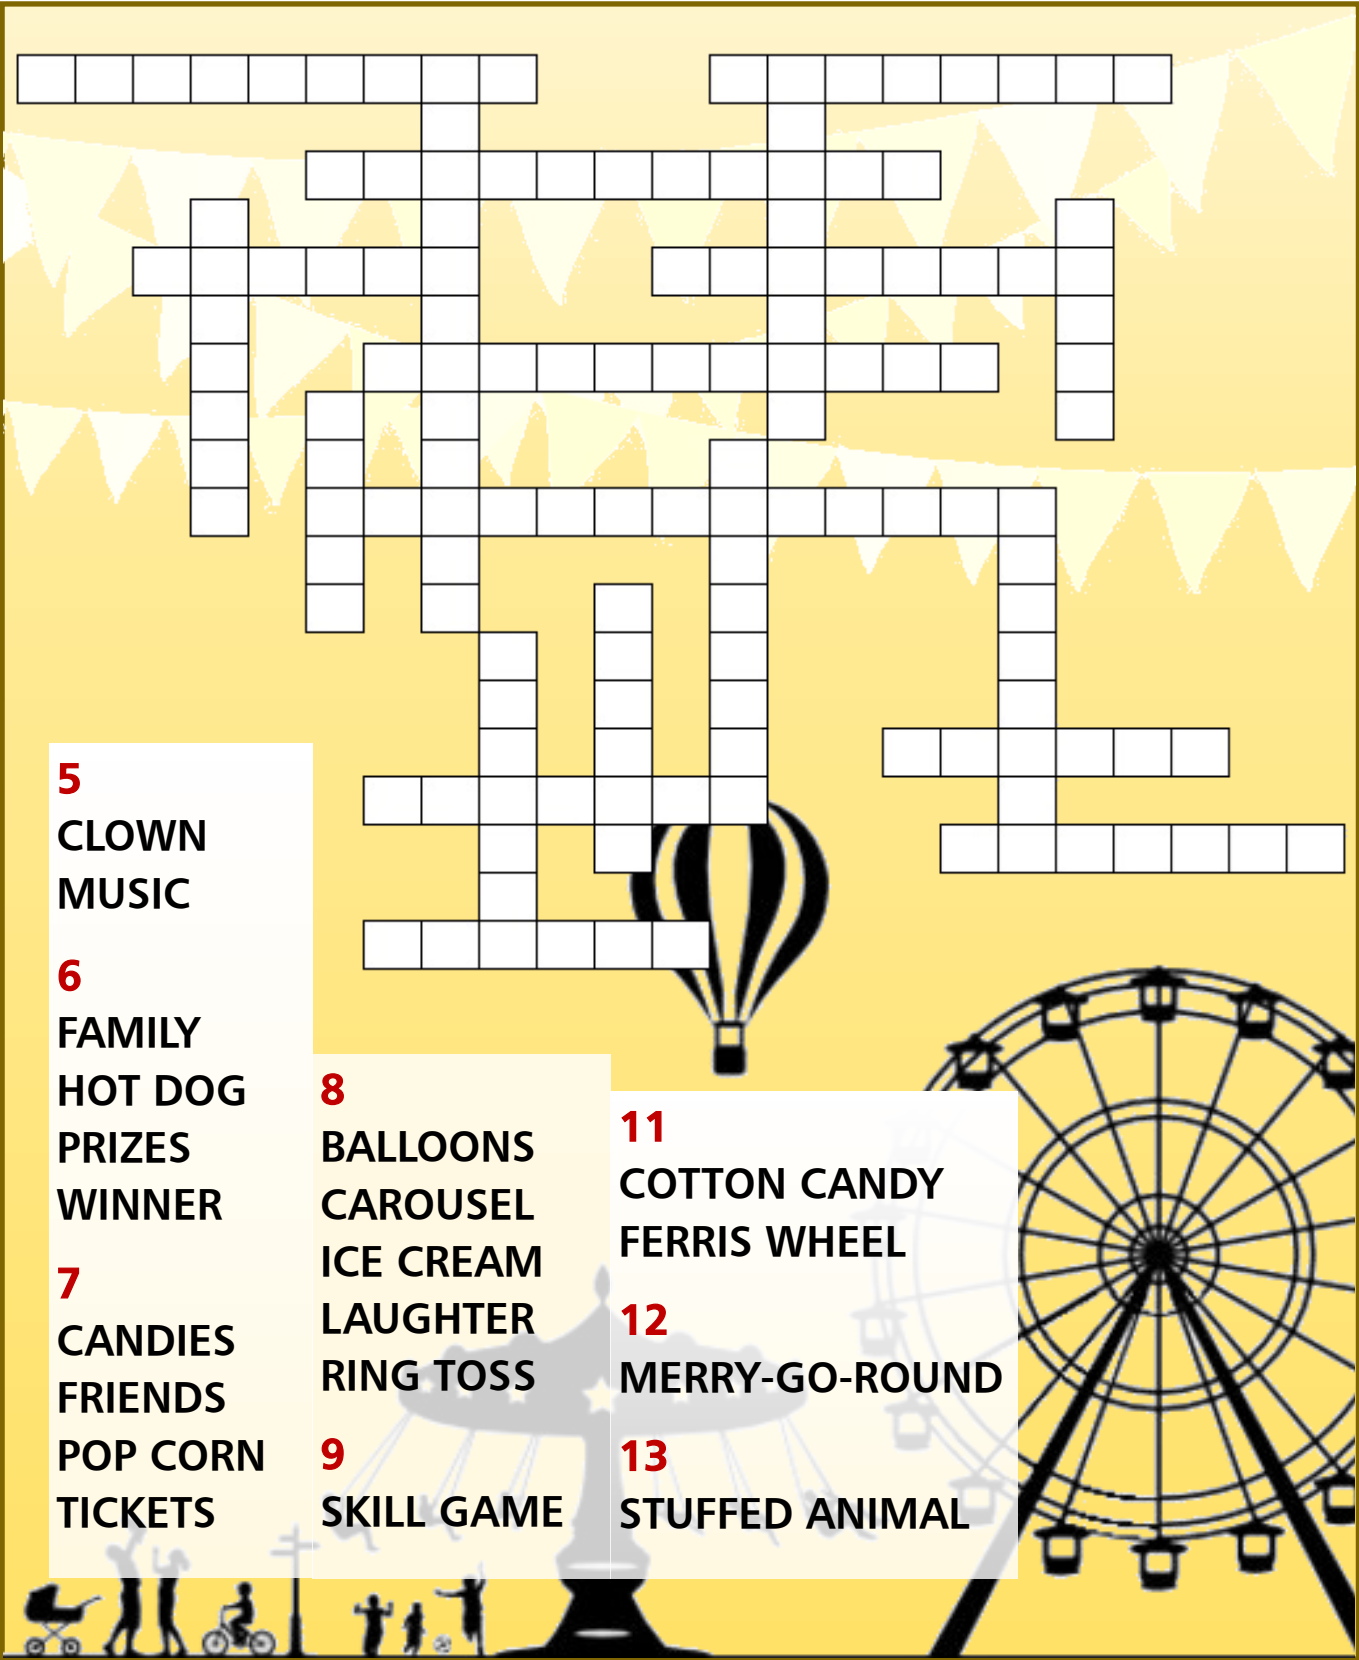 5
CLOWN
MUSIC
6
FAMILY
HOT DOG
PRIZES
WINNER
7
CANDIES
FRIENDS
POP CORN
TICKETS
8
BALLOONS
CAROUSEL
ICE CREAM
LAUGHTER
RING TOSS
9
SKILL GAME
11
COTTON CANDY
FERRIS WHEEL
12
MERRY-GO-ROUND
13
STUFFED ANIMAL